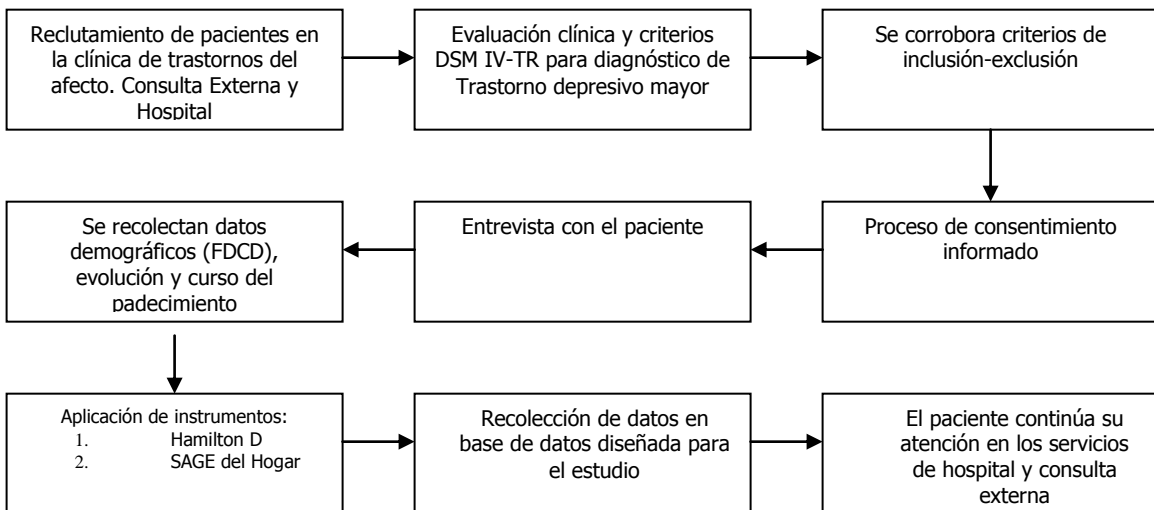 Reclutamiento de pacientes en
la clínica de trastornos del
afecto. Consulta Externa y
Hospital
Evaluación clínica y criterios
DSM IV-TR para diagnóstico de
Trastorno depresivo mayor
Se corrobora criterios de
inclusión-exclusión
Proceso de consentimiento
informado
Entrevista con el paciente
Se recolectan datos
demográficos (FDCD),
evolución y curso del
padecimiento
Aplicación de instrumentos:
1. Hamilton D
2. SAGE del Hogar
Recolección de datos en
base de datos diseñada para
el estudio
El paciente continúa su
atención en los servicios
de hospital y consulta
externa